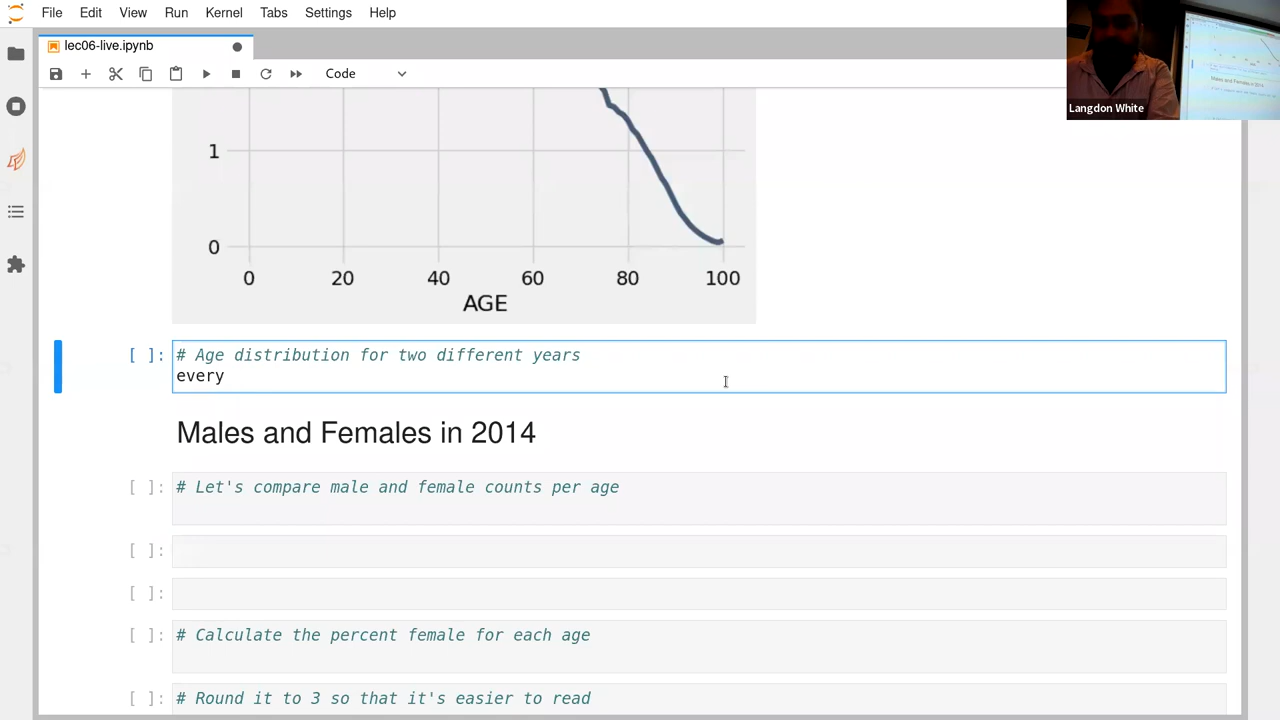 File Edit View Run Kernel Tabs Settings Help
lec06-live.ipynb
Code
Langdon White
1
0
0 20 40 60 80 100
AGE
[ ]: # Age distribution for two different years
every
Males and Females in 2014
[ ]: # Let's compare male and female counts per age
[ ]:
[ ]:
[ ]: # Calculate the percent female for each age
[ ]: # Round it to 3 so that it's easier to read